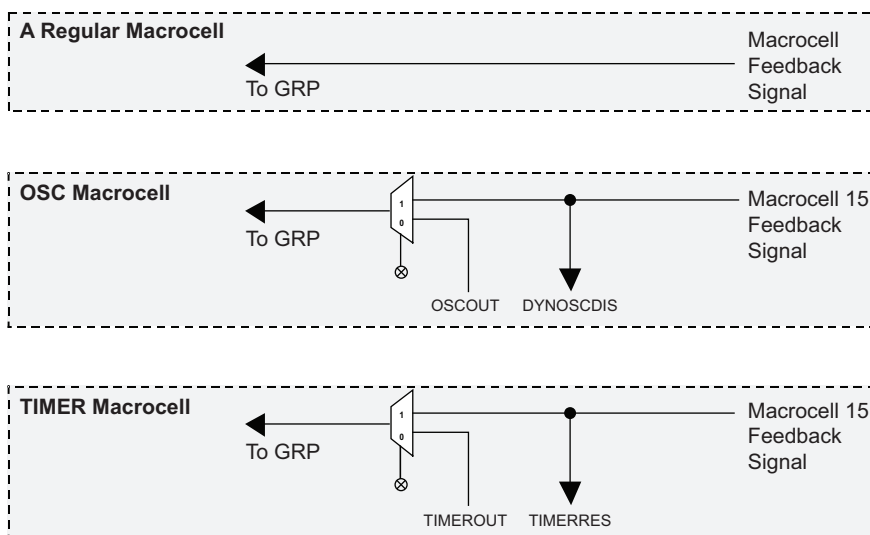 A Regular Macrocell
Macrocell
Feedback
Signal
To GRP
OSC Macrocell
1
0
To GRP
Macrocell 15
Feedback
Signal
OSCOUT DYNOSCDIS
TIMER Macrocell
1
0
To GRP
Macrocell 15
Feedback
Signal
TIMEROUT TIMERRES